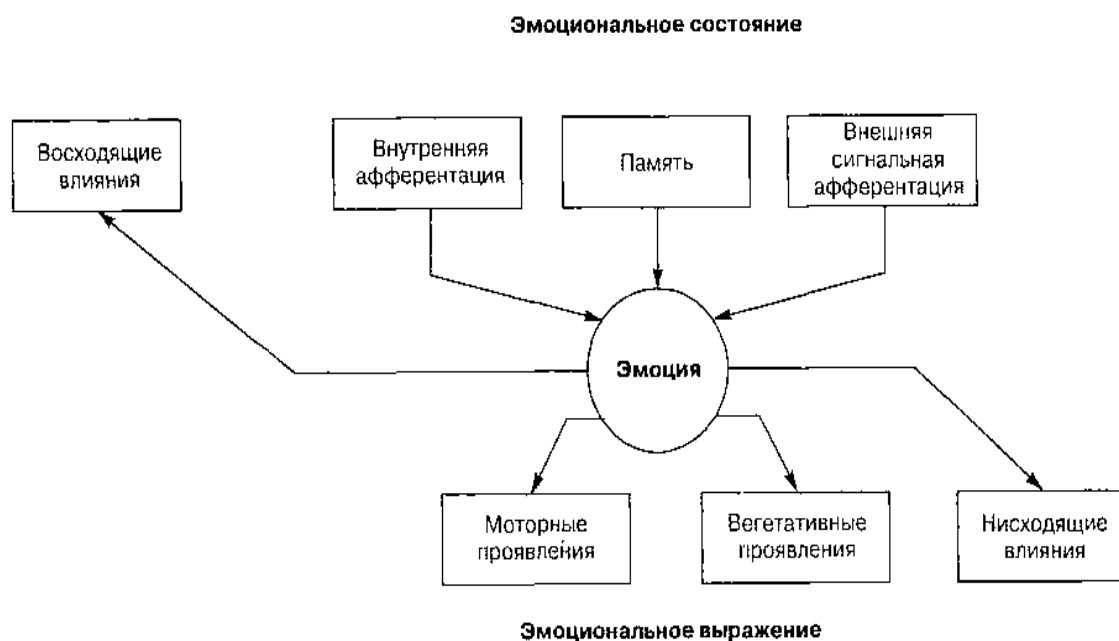 Эмоциональное состояние
Восходящие
влияния
Внутренняя
афферентация
Память
Внешняя
сигнальная
афферентация
Эмоция
Моторные
проявления
Вегетативные
проявления
Нисходящие
влияния
Эмоциональное выражение